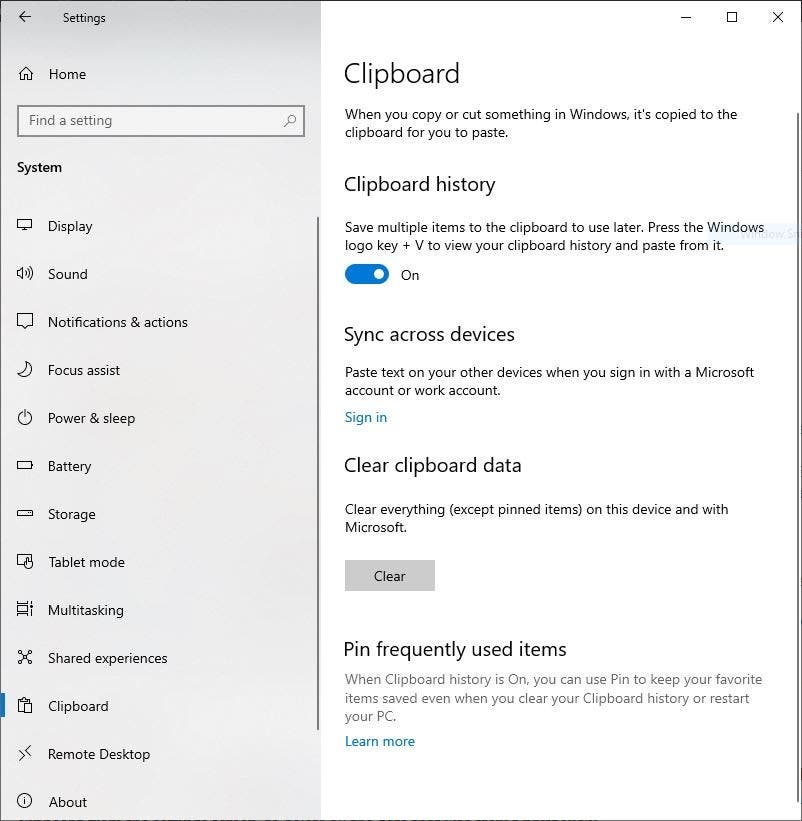 Settings
Home
Find a setting
System
Display
Sound
Notifications & actions
Focus assist
Power & sleep
Battery
Storage
Tablet mode
Multitasking
Shared experiences
Clipboard
Remote Desktop
About
Clipboard
When you copy or cut something in Windows, it's copied to the
clipboard for you to paste.
Clipboard history
Save multiple items to the clipboard to use later. Press the Windows
logo key + V to view your clipboard history and paste from it.
On
Sync across devices
Paste text on your other devices when you sign in with a Microsoft
account or work account.
Sign in
Clear clipboard data
Clear everything (except pinned items) on this device and with
Microsoft.
Clear
Pin frequently used items
When Clipboard history is On, you can use Pin to keep your favorite
items saved even when you clear your Clipboard history or restart
your PC.
Learn more